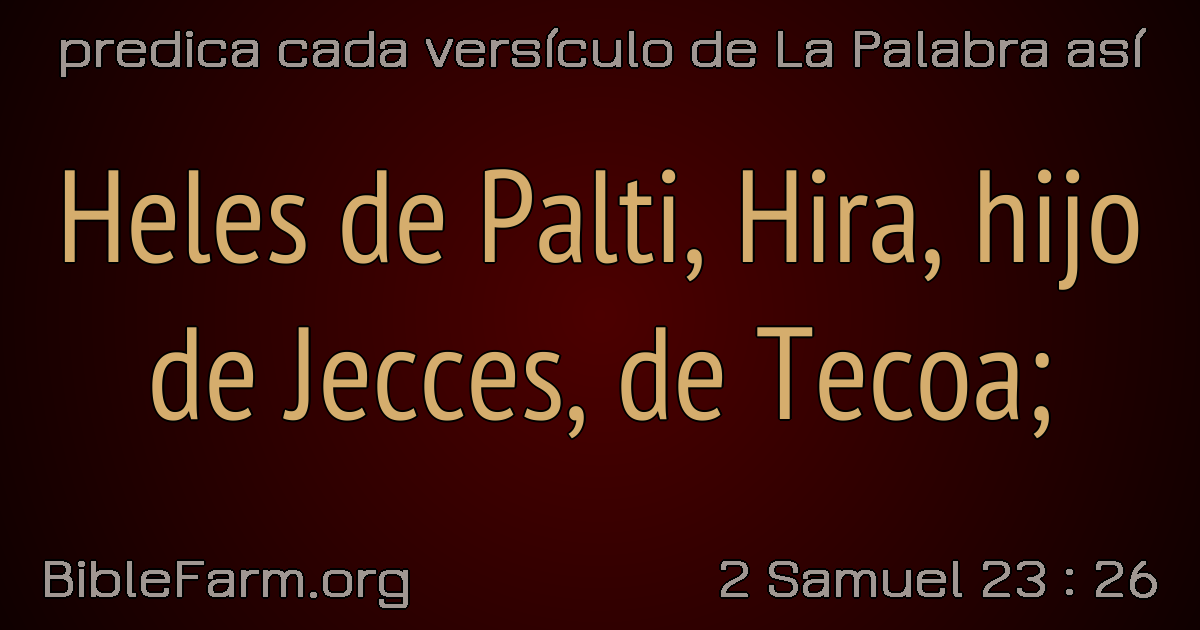 predica cada versículo de La Palabra así
Heles de Palti, Hira, hijo
de Jecces, de Tecoa;
BibleFarm.org
2 Samuel 23 : 26